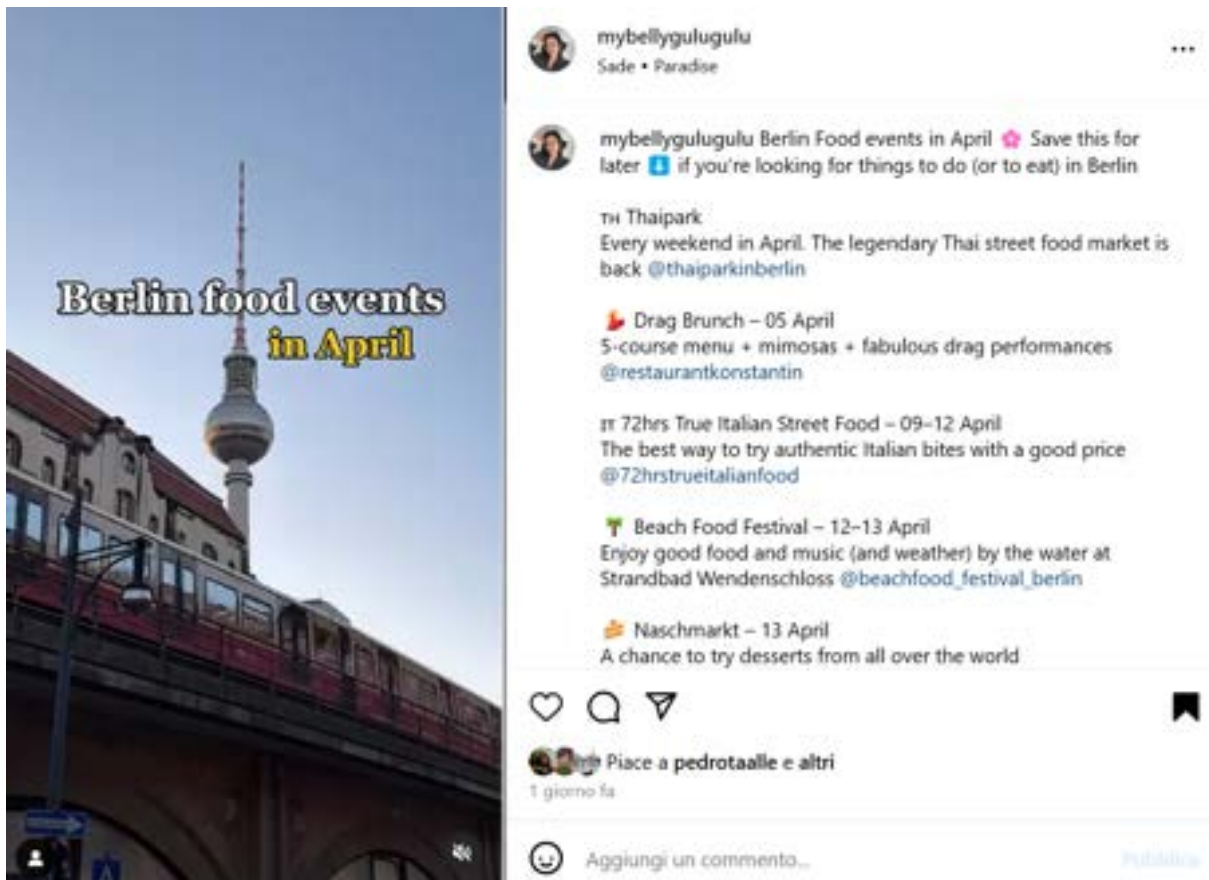 Berlin food events
in April
mybellygulugulu
Sade • Paradise
mybellygulugulu Berlin Food events in April 🌸 Save this for
later ⬇️ if you're looking for things to do (or to eat) in Berlin
TH Thaipark
Every weekend in April. The legendary Thai street food market is
back @thaiparkinberlin
💃 Drag Brunch – 05 April
5-course menu + mimosas + fabulous drag performances
@restaurantkonstantin
IT 72hrs True Italian Street Food – 09–12 April
The best way to try authentic Italian bites with a good price
@72hrstrueitalianfood
🌴 Beach Food Festival – 12–13 April
Enjoy good food and music (and weather) by the water at
Strandbad Wendenschloss @beachfood_festival_berlin
🍰 Naschmarkt – 13 April
A chance to try desserts from all over the world
Piace a pedrotaalle e altri
1 giorno fa
Aggiungi un commento...
Pubblica